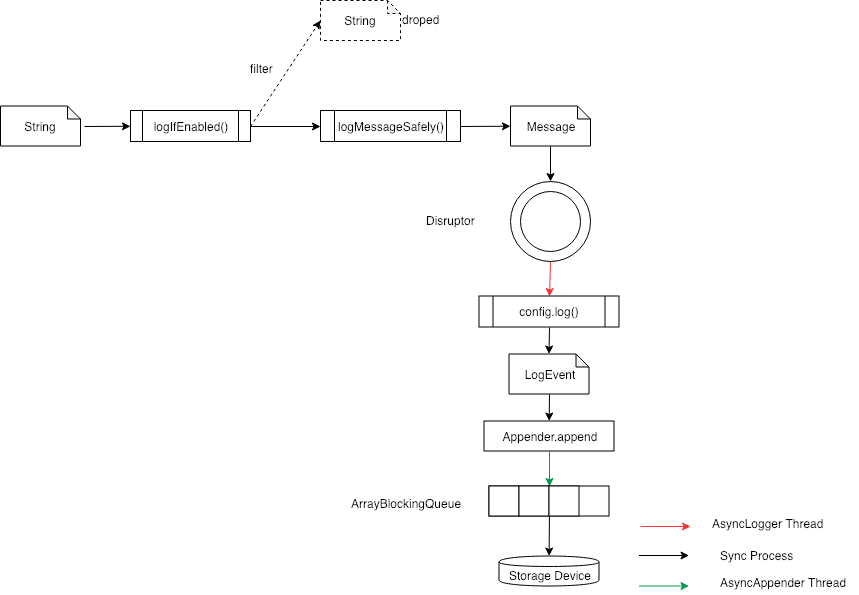 String
droped
filter
String
logIfEnabled()
logMessageSafely()
Message
Disruptor
config.log()
LogEvent
Appender.append
ArrayBlockingQueue
AsyncLogger Thread
Sync Process
Storage Device
AsyncAppender Thread